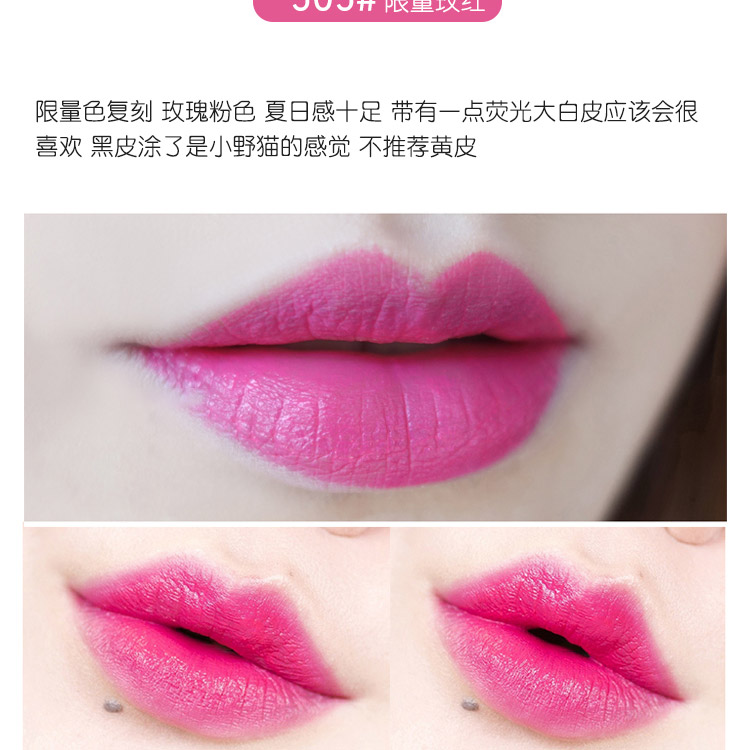 505# 限量玫红
限量色复刻 玫瑰粉色 夏日感十足 带有一点荧光大白皮应该会很
喜欢 黑皮涂了是小野猫的感觉 不推荐黄皮